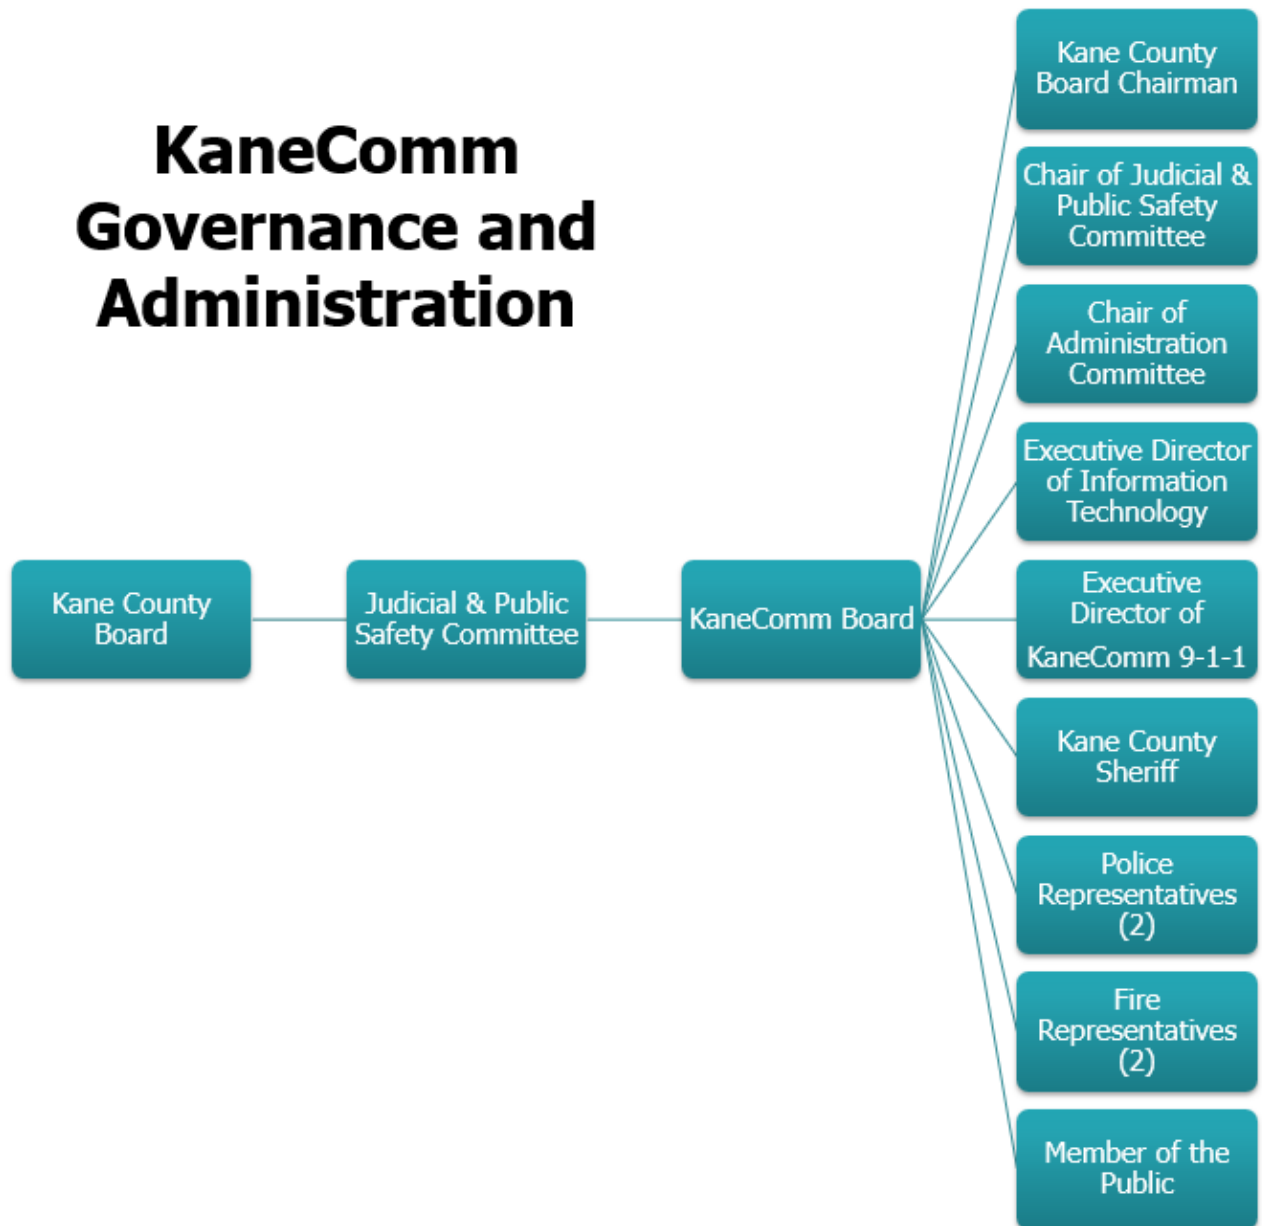 KaneComm
Governance and
Administration
Kane County
Board
Judicial & Public
Safety Committee
KaneComm Board
Kane County
Board Chairman
Chair of Judicial &
Public Safety
Committee
Chair of
Administration
Committee
Executive Director
of Information
Technology
Executive
Director of
KaneComm 9-1-1
Kane County
Sheriff
Police
Representatives
(2)
Fire
Representatives
(2)
Member of the
Public